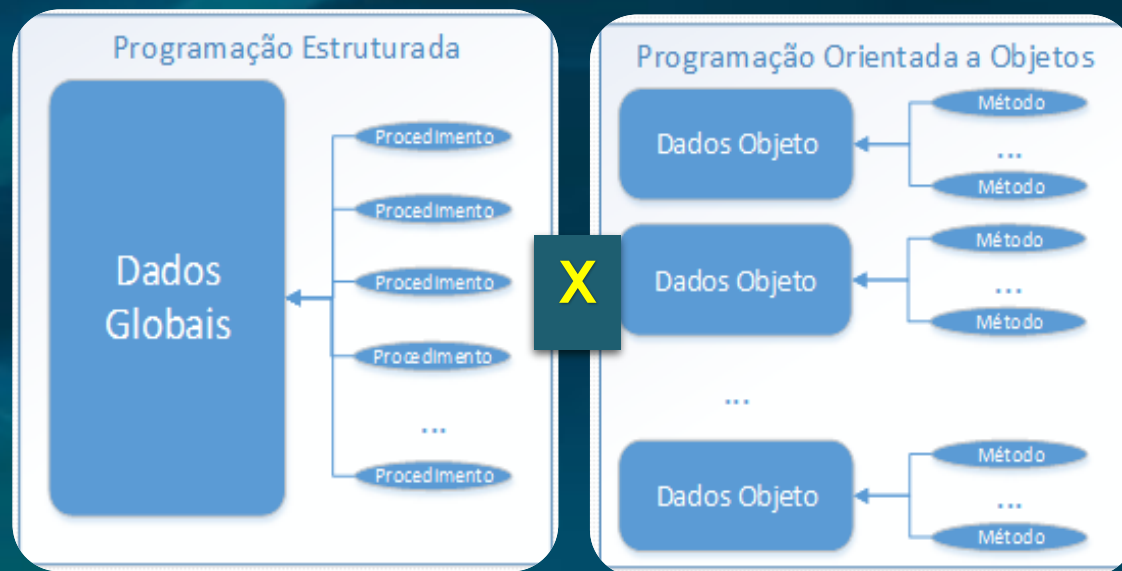 Programação Estruturada
Dados
Globais
Procedimento
Procedimento
Procedimento
Procedimento
...
Procedimento
X
Programação Orientada a Objetos
Dados Objeto
Método
...
Método
Dados Objeto
Método
...
Método
...
Dados Objeto
Método
...
Método